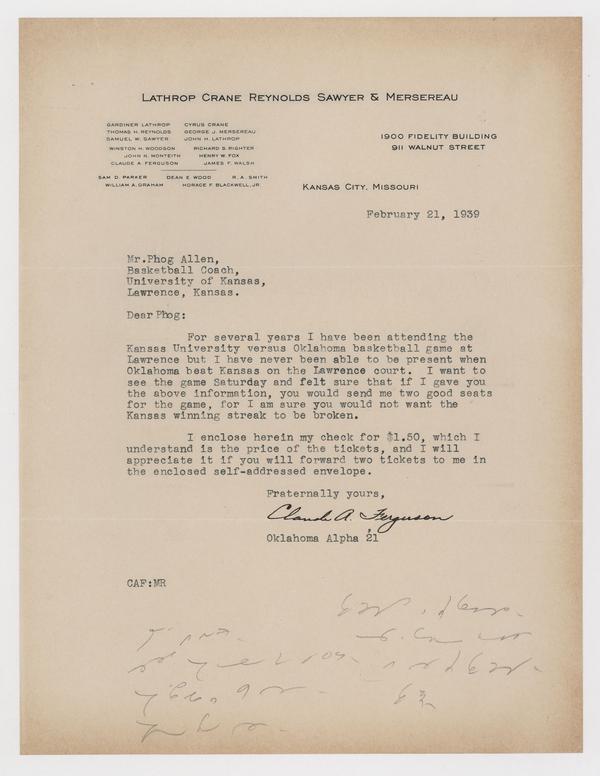 LATHROP CRANE REYNOLDS SAWYER & MERSEREAU
GARDINER LATHROP CYRUS CRANE
THOMAS H. REYNOLDS GEORGE J. MERSEREAU
SAMUEL W. SAWYER JOHN H. LATHROP
WINSTON H. WOODSON RICHARD S. RIGHTER
JOHN N. MONTEITH HENRY W. FOX
CLAUDE A. FERGUSON JAMES F. WALSH
SAM D. PARKER DEAN E WOOD R. A. SMITH
WILLIAM A. GRAHAM HORACE F. BLACKWELL, JR.
1900 FIDELITY BUILDING
911 WALNUT STREET
KANSAS CITY, MISSOURI
February 21, 1939
Mr.Phog Allen,
Basketball Coach,
University of Kansas,
Lawrence, Kansas.
Dear Phog:
For several years I have been attending the
Kansas University versus Oklahoma basketball game at
Lawrence but I have never been able to be present when
Oklahoma beat Kansas on the Lawrence court. I want to
see the game Saturday and felt sure that if I gave you
the above information, you would send me two good seats
for the game, for I am sure you would not want the
Kansas winning streak to be broken.
I enclose herein my check for $1.50, which I
understand is the price of the tickets, and I will
appreciate it if you will forward two tickets to me in
the enclosed self-addressed envelope.
Fraternally yours,
Claude A. Ferguson
Oklahoma Alpha '21
CAF:MR